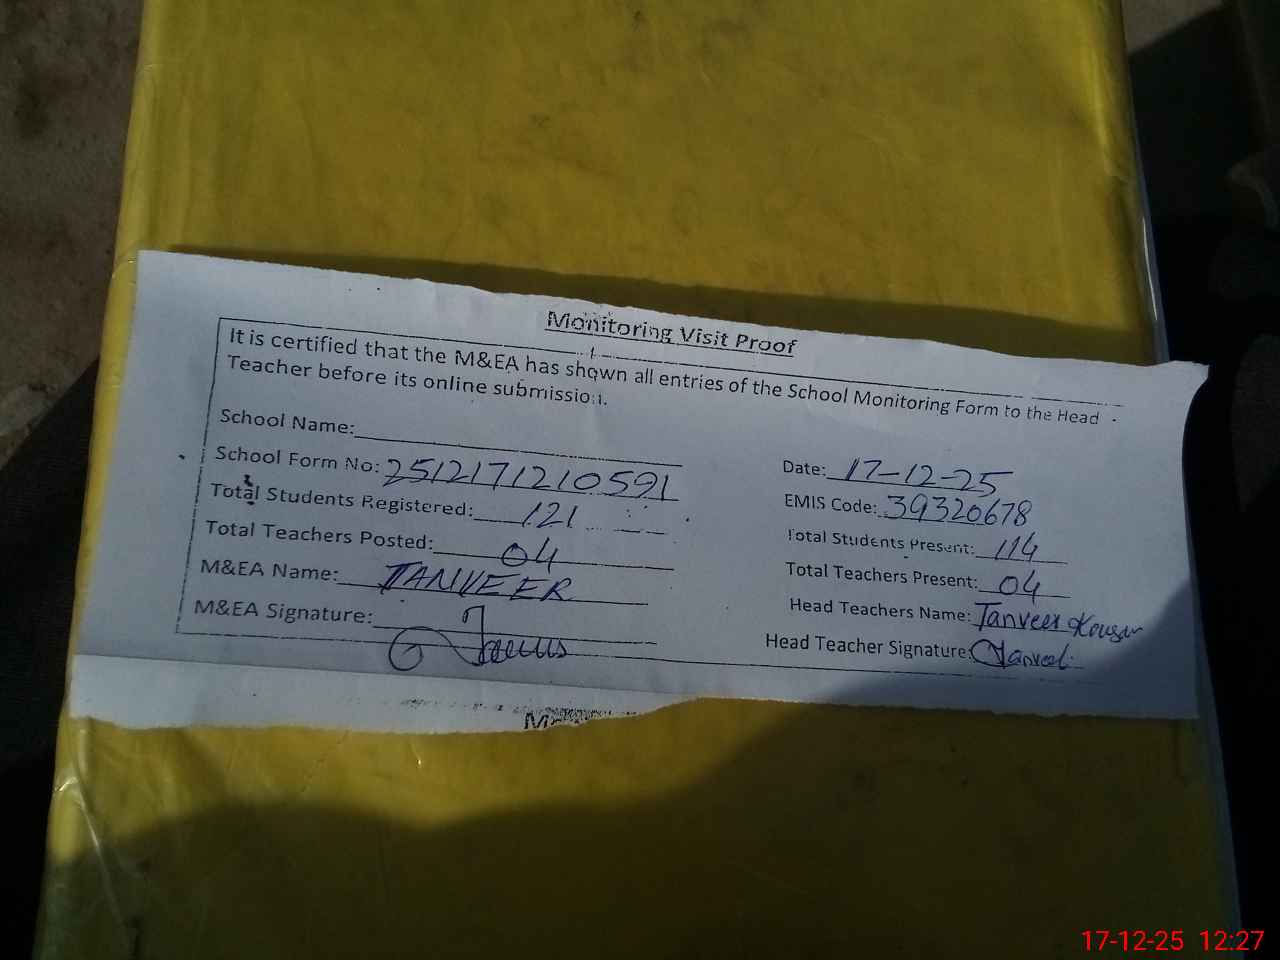 Monitoring Visit Proof
It is certified that the M&EA has shown all entries of the School Monitoring Form to the Head
Teacher before its online submission.
School Name:
School Form No: 2512171210591
Date: 17-12-25
Total Students Registered: 121
EMIS Code: 39320678
Total Teachers Posted: 04
Total Students Present: 114
M&EA Name: TANVEER
Total Teachers Present: 04
M&EA Signature:
Head Teachers Name: Tanveer Kousar
Head Teacher Signature: Tanveel
17-12-25 12:27